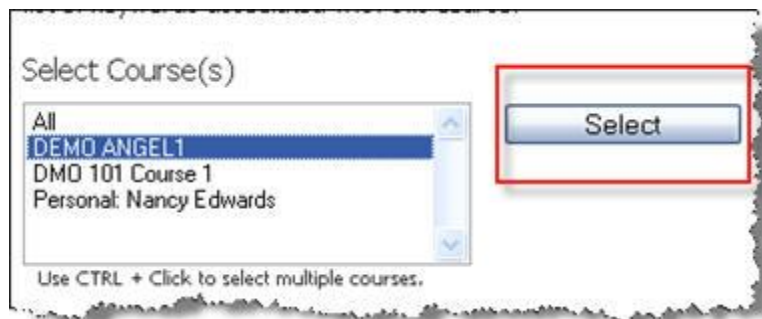 Select Course(s)
All
DEMO ANGEL1
DMO 101 Course 1
Personal: Nancy Edwards
Select
Use CTRL + Click to select multiple courses.